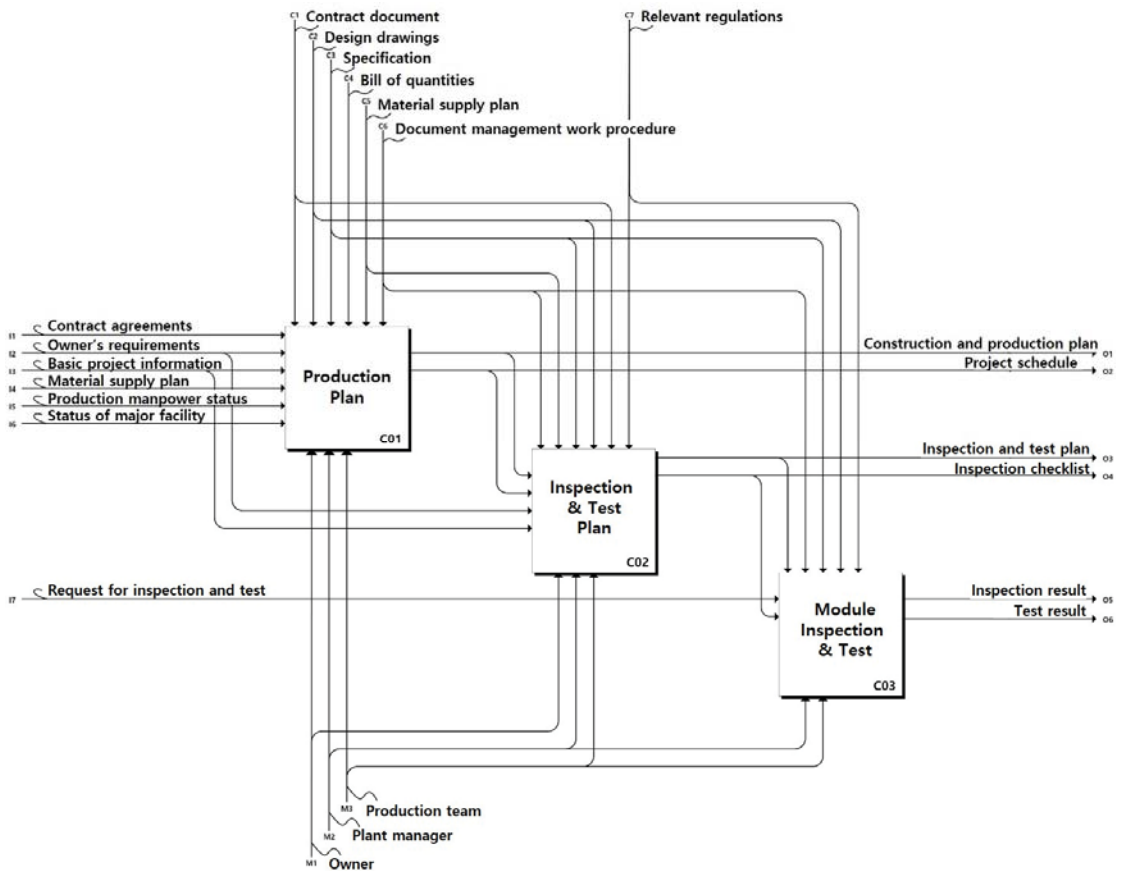 C1 Contract document
C7 Relevant regulations
C2 Design drawings
C3 Specification
C4 Bill of quantities
C5 Material supply plan
C6 Document management work procedure
I1 Contract agreements
I2 Owner's requirements
I3 Basic project information
I4 Material supply plan
I5 Production manpower status
I6 Status of major facility
Production
Plan
C01
Construction and production plan O1
Project schedule O2
Inspection and test plan O3
Inspection checklist O4
Inspection
& Test
Plan
C02
I7 Request for inspection and test
Module
Inspection
& Test
C03
Inspection result O5
Test result O6
M3 Production team
M2 Plant manager
M1 Owner